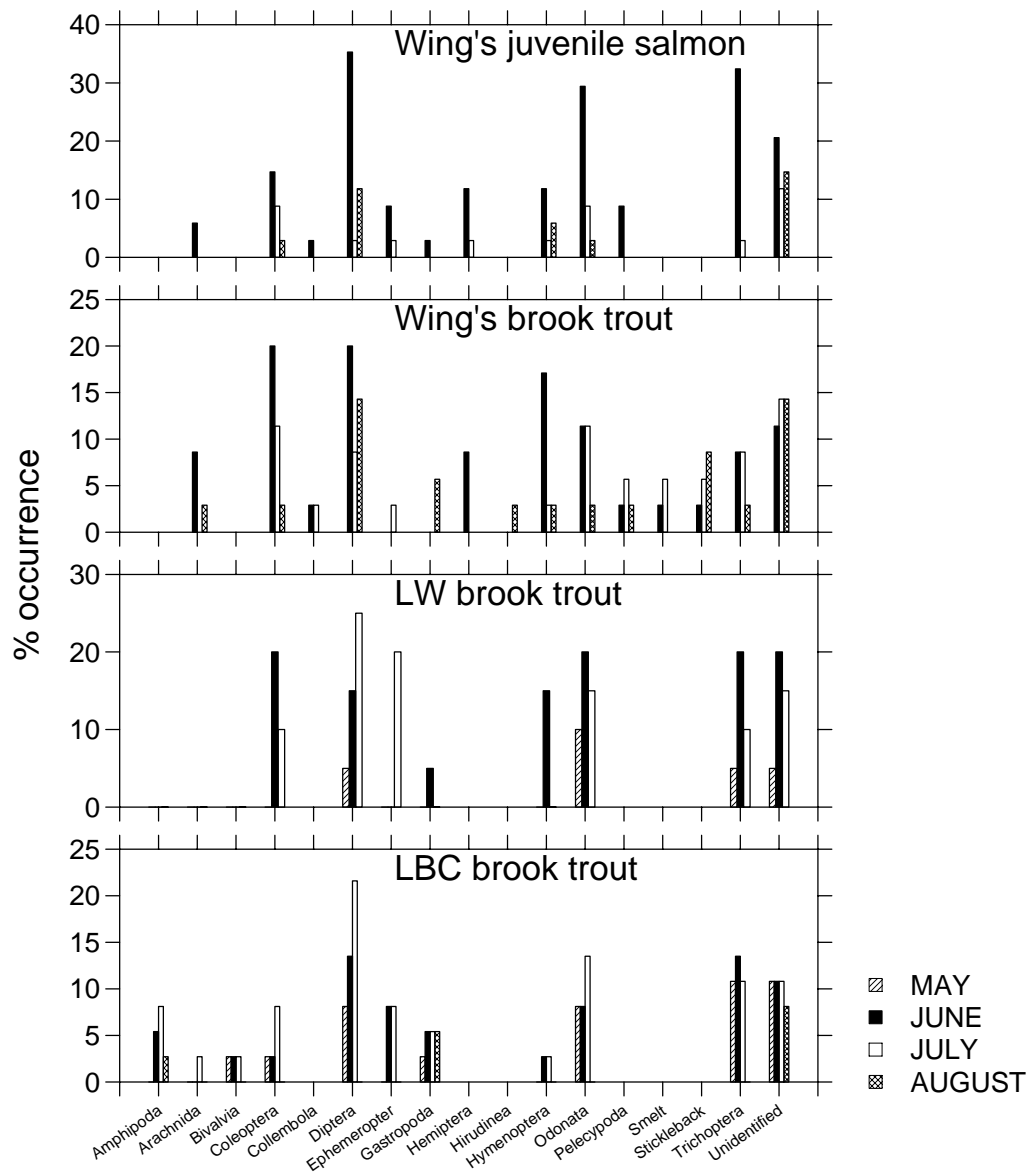 40
30
20
10
0
Wing's juvenile salmon
25
20
15
10
5
0
Wing's brook trout
% occurrence
30
20
10
0
LW brook trout
25
20
15
10
5
0
LBC brook trout
Amphipoda
Arachnida
Bivalvia
Coleoptera
Collembola
Diptera
Ephemeropter
Gastropoda
Hemiptera
Hirudinea
Hymenoptera
Odonata
Pelecypoda
Smelt
Stickleback
Trichoptera
Unidentified
MAY
JUNE
JULY
AUGUST